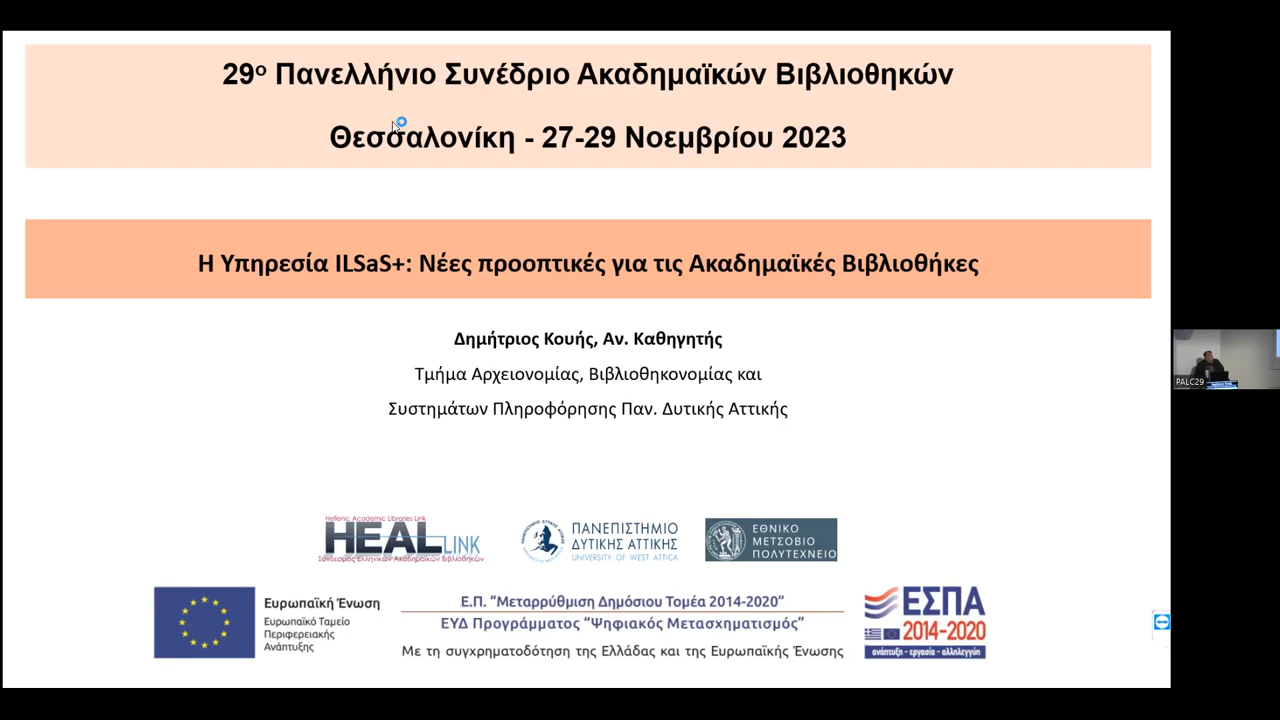 29ο Πανελλήνιο Συνέδριο Ακαδημαϊκών Βιβλιοθηκών
Θεσσαλονίκη - 27-29 Νοεμβρίου 2023
Η Υπηρεσία ILSaS+: Νέες προοπτικές για τις Ακαδημαϊκές Βιβλιοθήκες
Δημήτριος Κουής, Αν. Καθηγητής
Τμήμα Αρχειονομίας, Βιβλιοθηκονομίας και
Συστημάτων Πληροφόρησης Παν. Δυτικής Αττικής
PALC29
Hellenic Academic Libraries Link
HEAL LINK
Σύνδεσμος Ελληνικών Ακαδημαϊκών Βιβλιοθηκών
ΠΑΝΕΠΙΣΤΗΜΙΟ
ΔΥΤΙΚΗΣ ΑΤΤΙΚΗΣ
UNIVERSITY OF WEST ATTICA
ΕΘΝΙΚΟ
ΜΕΤΣΟΒΙΟ
ΠΟΛΥΤΕΧΝΕΙΟ
Ευρωπαϊκή Ένωση
Ευρωπαϊκό Ταμείο
Περιφερειακής
Ανάπτυξης
Ε.Π. “Μεταρρύθμιση Δημόσιου Τομέα 2014-2020”
ΕΥΔ Προγράμματος “Ψηφιακός Μετασχηματισμός”
Με τη συγχρηματοδότηση της Ελλάδας και της Ευρωπαϊκής Ένωσης
ΕΣΠΑ
2014-2020
ανάπτυξη - εργασία - αλληλεγγύη